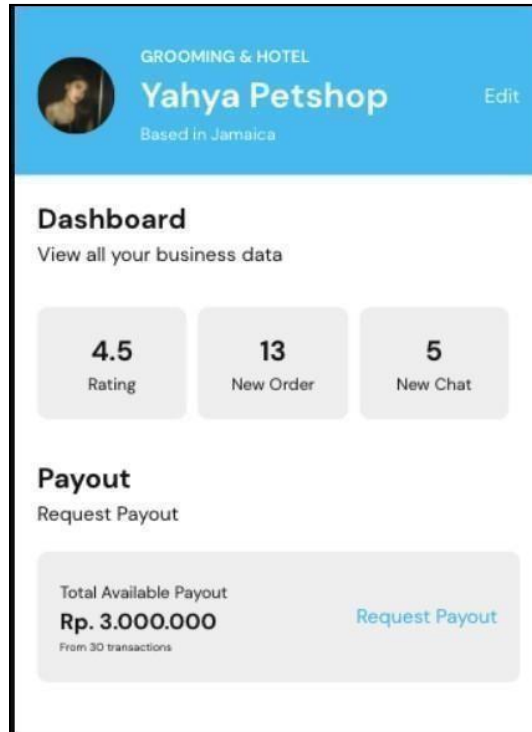 GROOMING & HOTEL
Yahya Petshop
Edit
Based in Jamaica
Dashboard
View all your business data
4.5
Rating
13
New Order
5
New Chat
Payout
Request Payout
Total Available Payout
Rp. 3.000.000
From 30 transactions
Request Payout